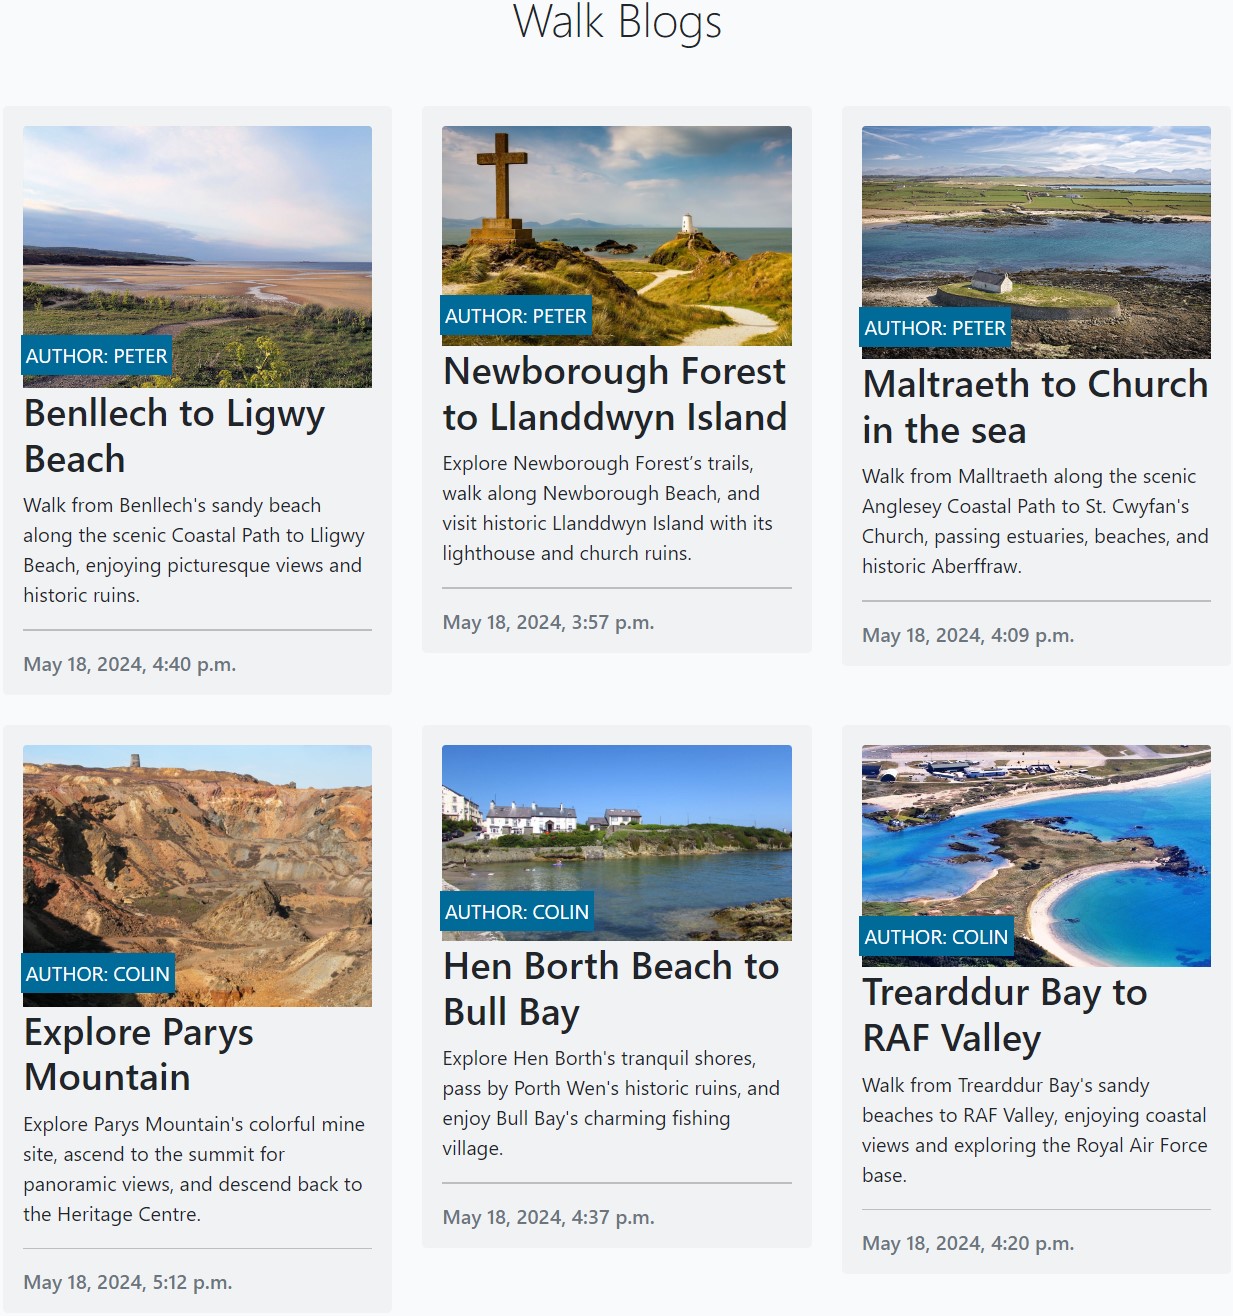 Walk Blogs
AUTHOR: PETER
Benllech to Ligwy
Beach
Walk from Benllech's sandy beach
along the scenic Coastal Path to Lligwy
Beach, enjoying picturesque views and
historic ruins.
May 18, 2024, 4:40 p.m.
AUTHOR: PETER
Newborough Forest
to Llanddwyn Island
Explore Newborough Forest’s trails,
walk along Newborough Beach, and
visit historic Llanddwyn Island with its
lighthouse and church ruins.
May 18, 2024, 3:57 p.m.
AUTHOR: PETER
Maltraeth to Church
in the sea
Walk from Malltraeth along the scenic
Anglesey Coastal Path to St. Cwyfan's
Church, passing estuaries, beaches, and
historic Aberffraw.
May 18, 2024, 4:09 p.m.
AUTHOR: COLIN
Explore Parys
Mountain
Explore Parys Mountain's colorful mine
site, ascend to the summit for
panoramic views, and descend back to
the Heritage Centre.
May 18, 2024, 5:12 p.m.
AUTHOR: COLIN
Hen Borth Beach to
Bull Bay
Explore Hen Borth's tranquil shores,
pass by Porth Wen's historic ruins, and
enjoy Bull Bay's charming fishing
village.
May 18, 2024, 4:37 p.m.
AUTHOR: COLIN
Trearddur Bay to
RAF Valley
Walk from Trearddur Bay's sandy
beaches to RAF Valley, enjoying coastal
views and exploring the Royal Air Force
base.
May 18, 2024, 4:20 p.m.